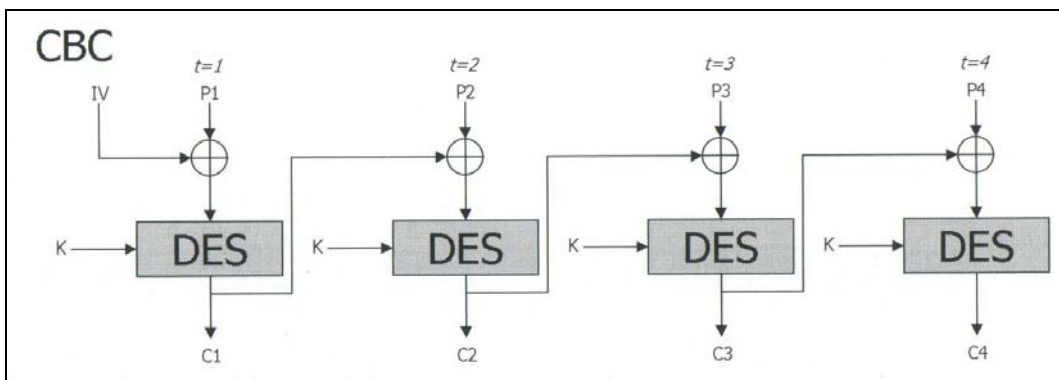 CBC
t=1 t=2 t=3 t=4
IV P1 P2 P3 P4
K DES K DES K DES K DES
C1 C2 C3 C4